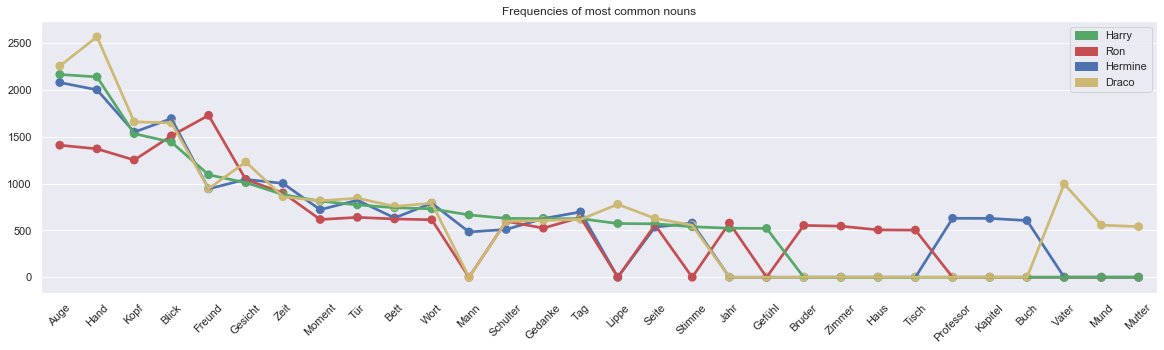 Frequencies of most common nouns
Harry
Ron
Hermine
Draco
2500
2000
1500
1000
500
0
Auge
Hand
Kopf
Blick
Freund
Gesicht
Zeit
Moment
Tür
Bett
Wort
Mann
Schulter
Gedanke
Tag
Lippe
Seite
Stimme
Jahr
Gefühl
Bruder
Zimmer
Haus
Tisch
Professor
Kapitel
Buch
Vater
Mund
Mutter